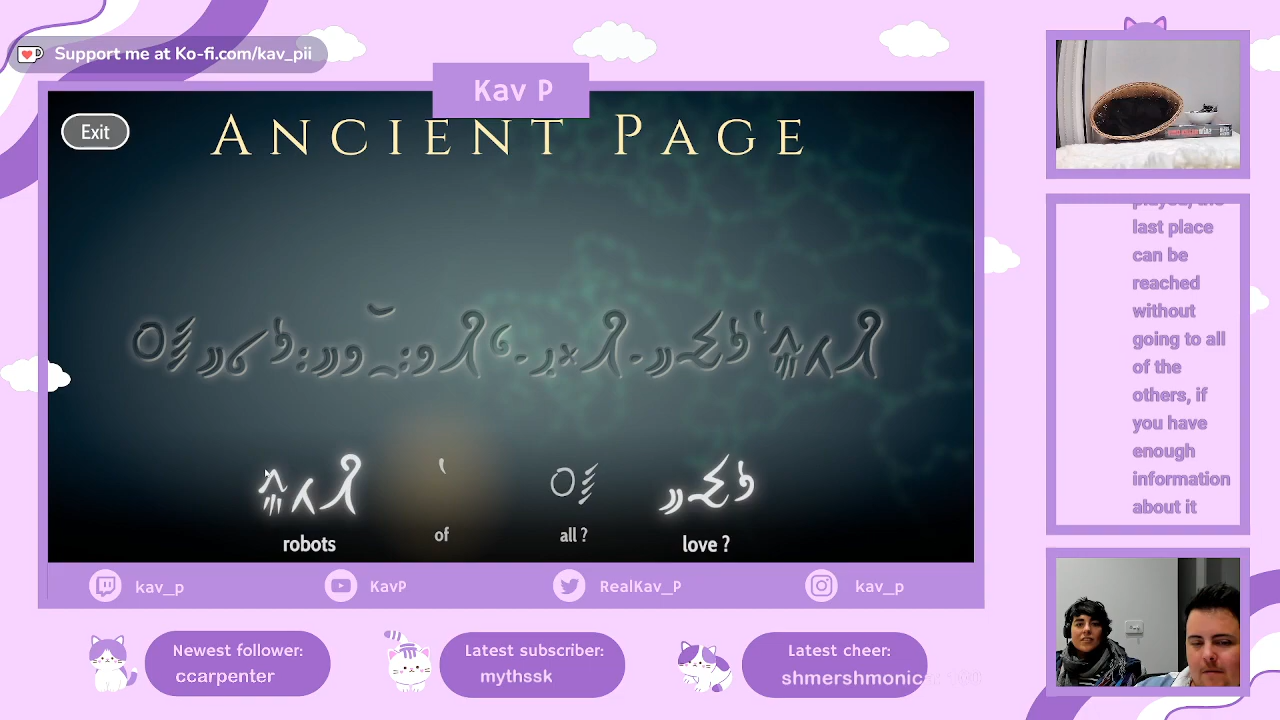 Support me at Ko-fi.com/kav_pii
Kav P
Exit
ANCIENT PAGE
robots
of
all ?
love ?
last place
can be
reached
without
going to all
of the
others, if
you have
enough
information
about it
kav_p
KavP
RealKav_P
kav_p
Newest follower:
ccarpenter
Latest subscriber:
mythssk
Latest cheer:
shmershmonica: